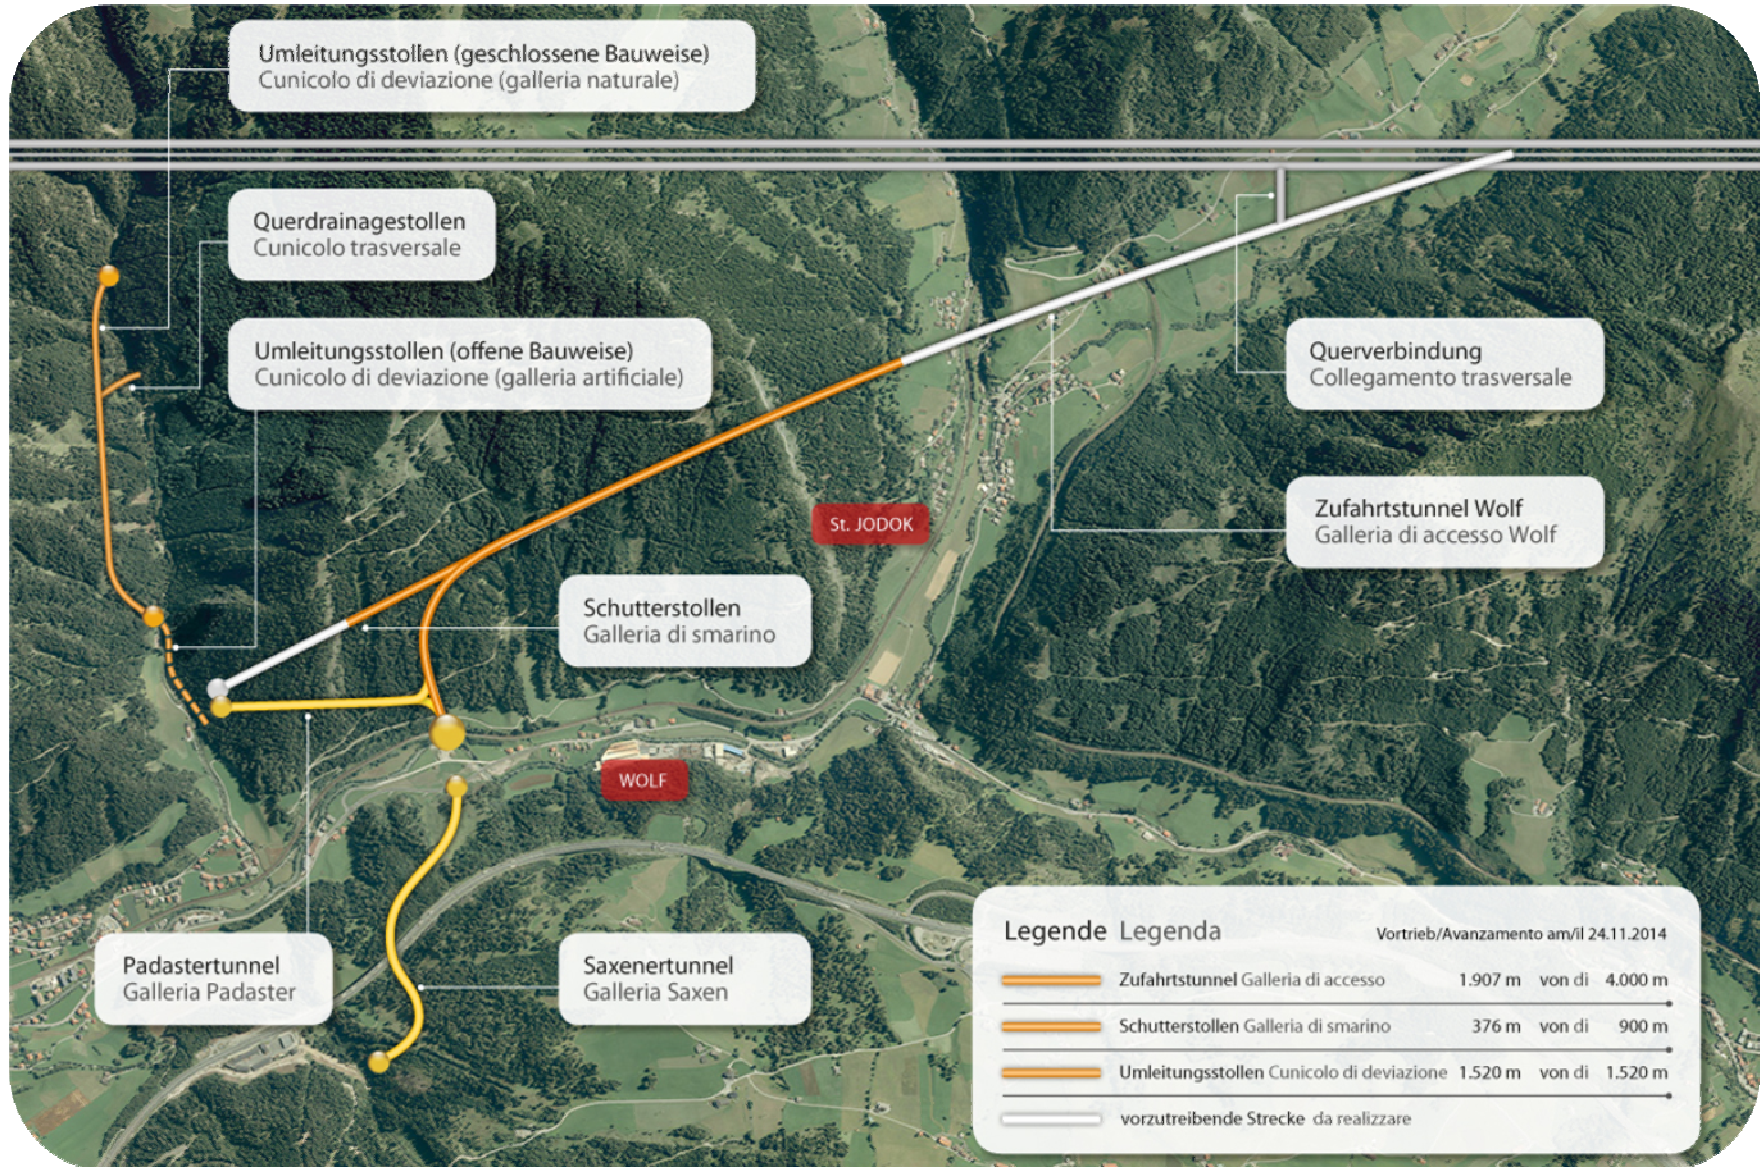 Umleitungsstollen (geschlossene Bauweise)
Cunicolo di deviazione (galleria naturale)
Querdrainagestollen
Cunicolo trasversale
Umleitungsstollen (offene Bauweise)
Cunicolo di deviazione (galleria artificiale)
Querverbindung
Collegamento trasversale
Zufahrtstunnel Wolf
Galleria di accesso Wolf
St. JODOK
Schutterstollen
Galleria di smarino
WOLF
Padastertunnel
Galleria Padaster
Saxenertunnel
Galleria Saxen
Legende Legenda Vortrieb/Avanzamento am/il 24.11.2014
Zufahrtstunnel Galleria di accesso 1.907 m von di 4.000 m
Schutterstollen Galleria di smarino 376 m von di 900 m
Umleitungsstollen Cunicolo di deviazione 1.520 m von di 1.520 m
vorzutreibende Strecke da realizzare